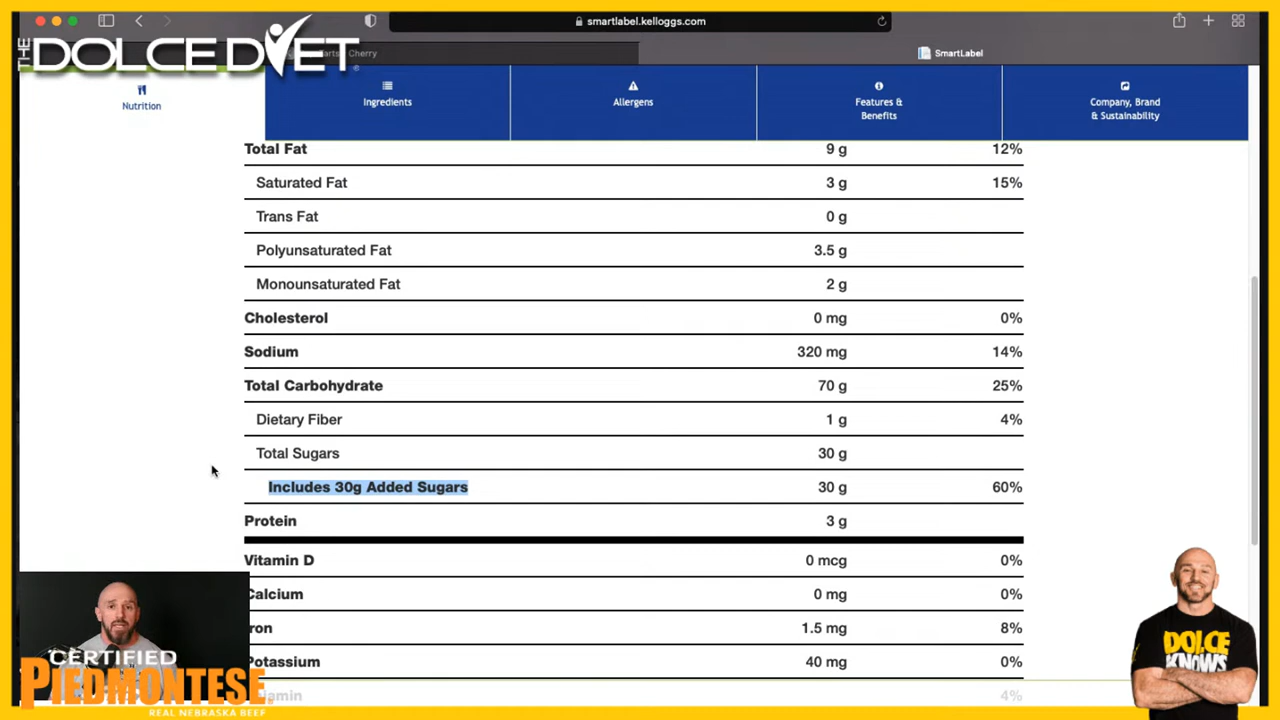 smartlabel.kelloggs.com
THE
DOLCE DIET
Cherry
SmartLabel
Nutrition
Ingredients
Allergens
Features &
Benefits
Company, Brand
& Sustainability
Total Fat 9 g 12%
Saturated Fat 3 g 15%
Trans Fat 0 g
Polyunsaturated Fat 3.5 g
Monounsaturated Fat 2 g
Cholesterol 0 mg 0%
Sodium 320 mg 14%
Total Carbohydrate 70 g 25%
Dietary Fiber 1 g 4%
Total Sugars 30 g
Includes 30g Added Sugars 30 g 60%
Protein 3 g
Vitamin D 0 mcg 0%
Calcium 0 mg 0%
Iron 1.5 mg 8%
Potassium 40 mg 0%
4%
CERTIFIED
PIEDMONTESE
REAL NEBRASKA BEEF
DOLCE
KNOWS